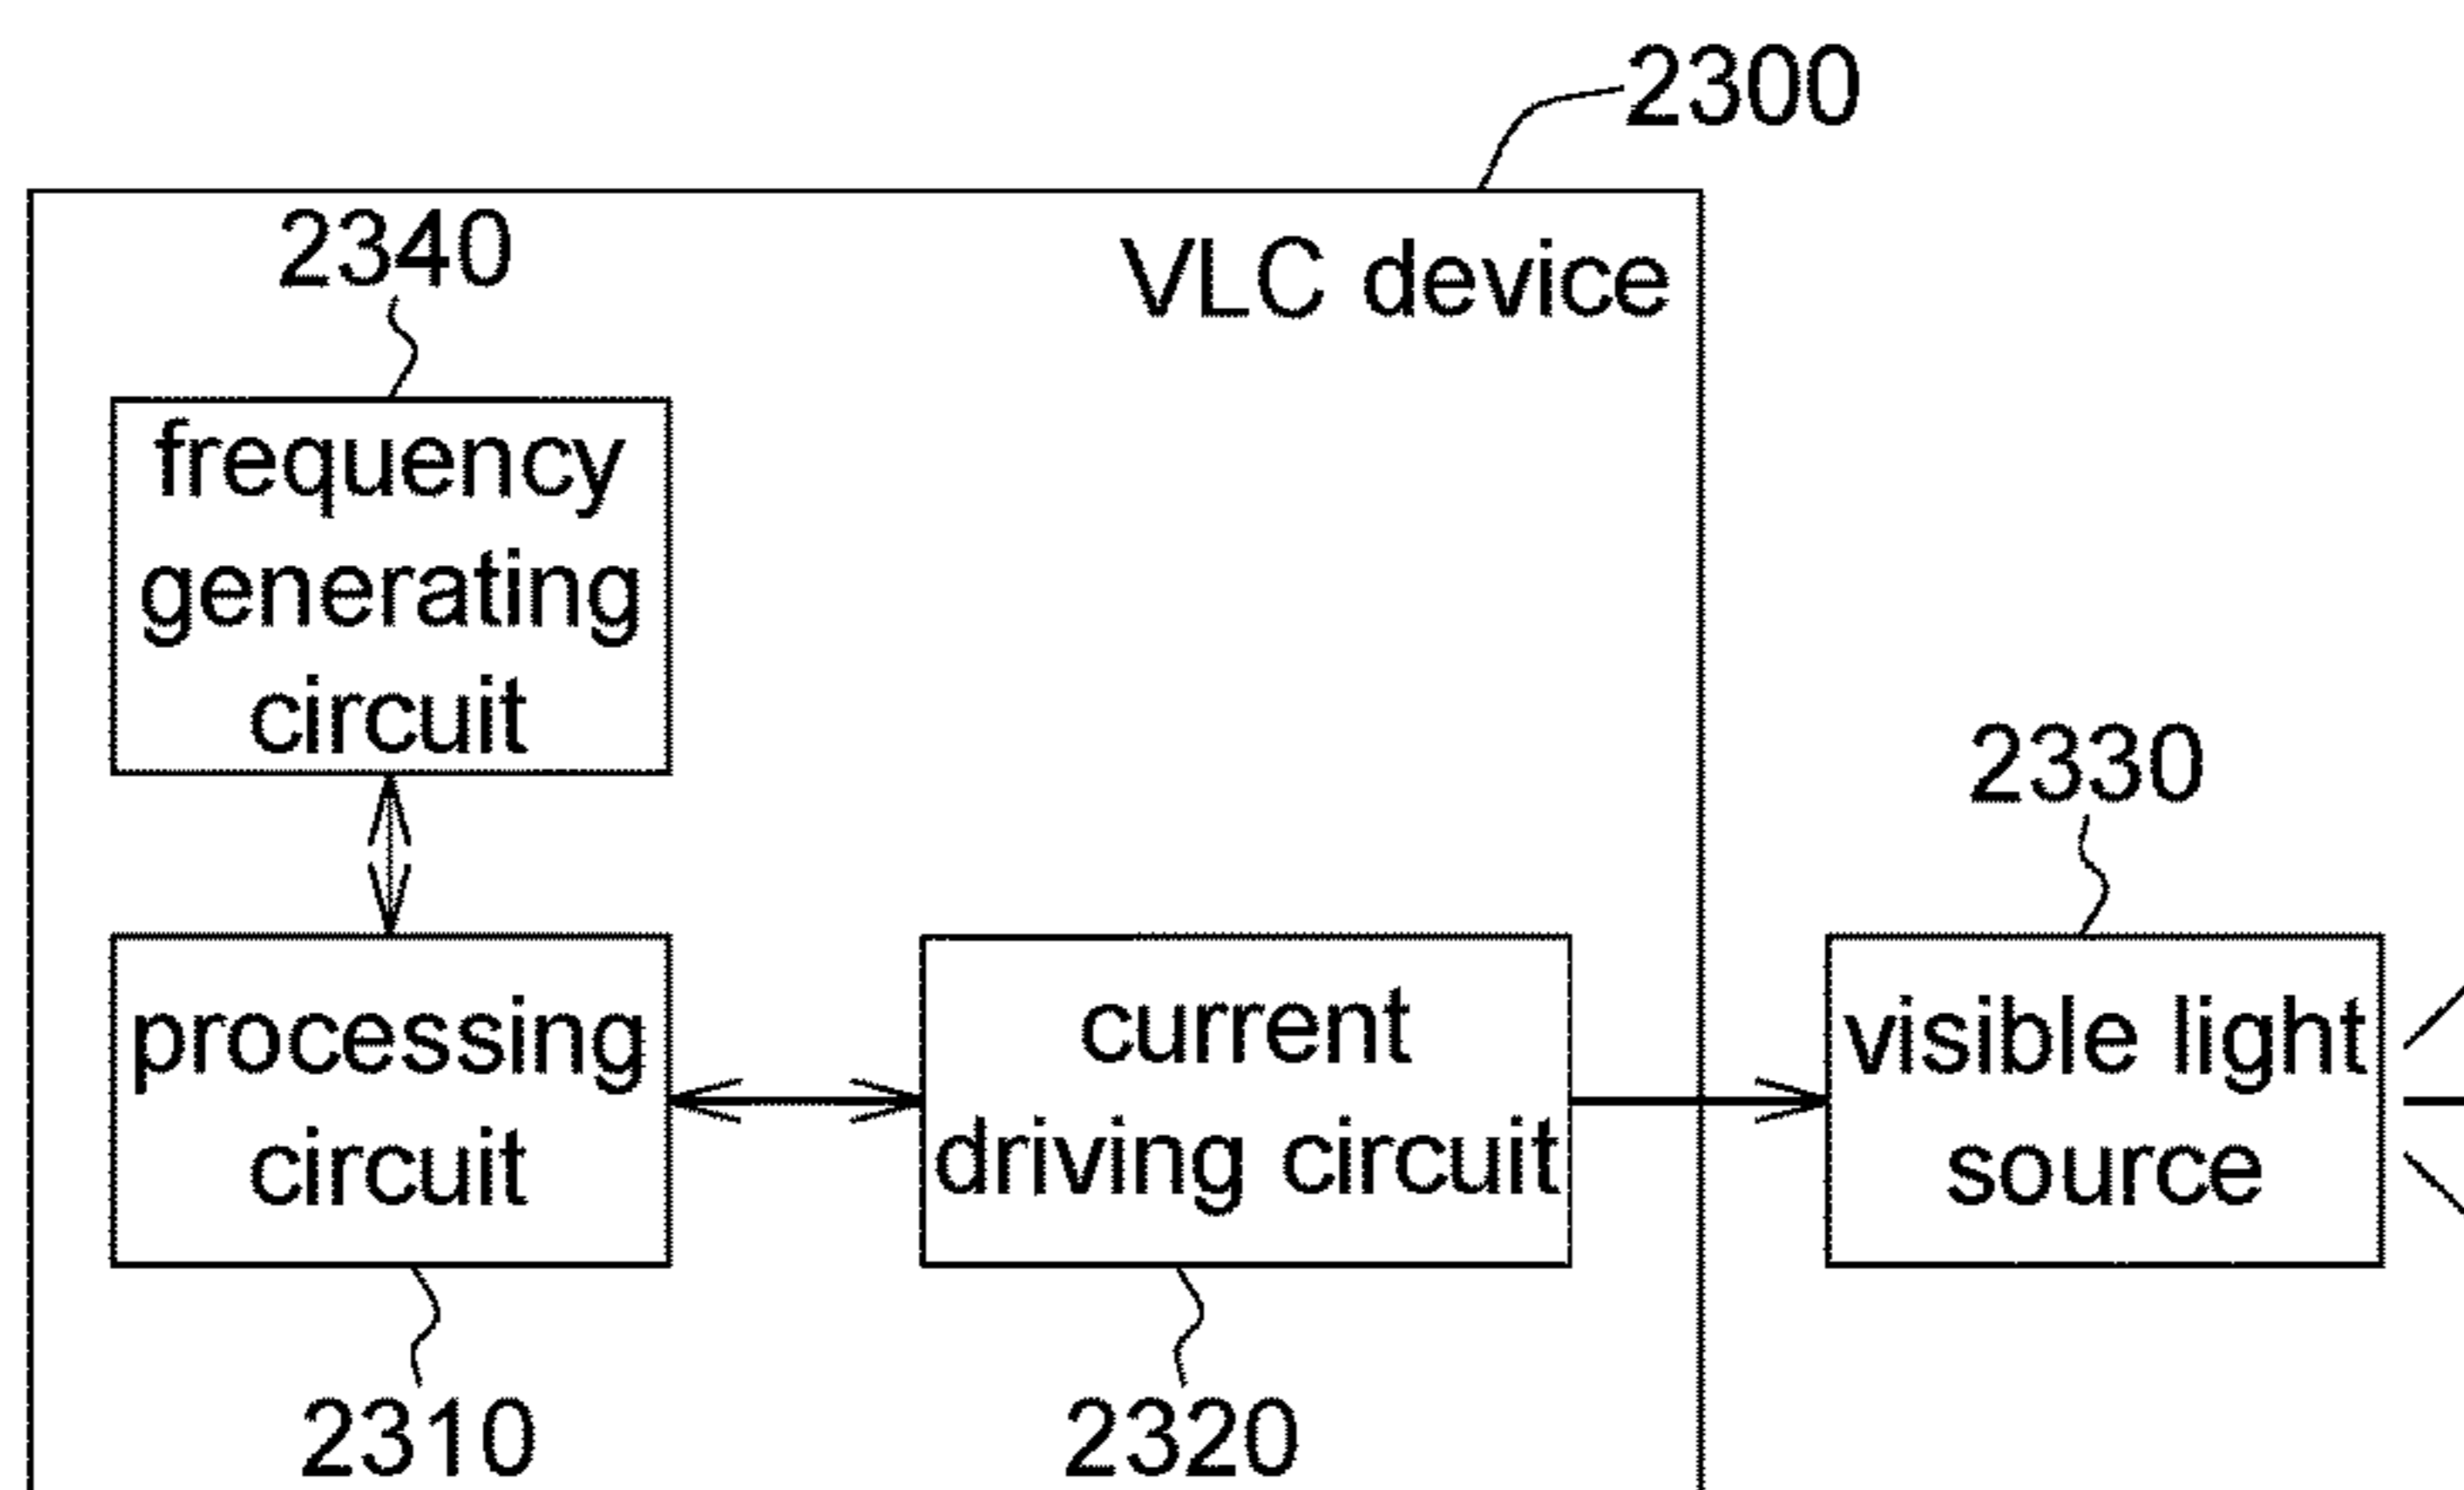 2300
2340
VLC device
frequency
generating
circuit
2330
processing
circuit
current
driving circuit
visible light
source
2310
2320